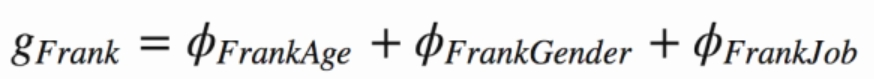 g_Frank = ϕ_FrankAge + ϕ_FrankGender + ϕ_FrankJob